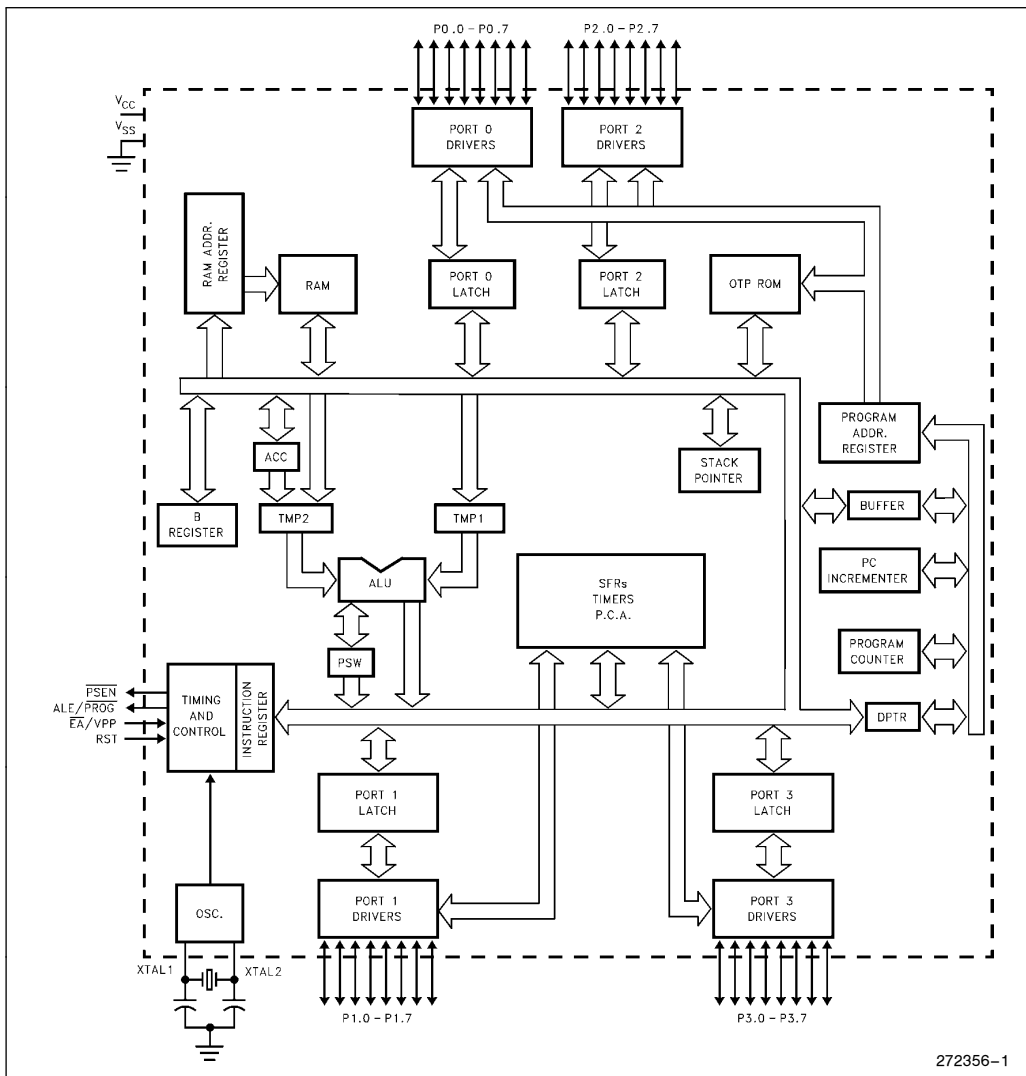 P0.0 – P0.7
P2.0 – P2.7
VCC
VSS
PORT 0
DRIVERS
PORT 2
DRIVERS
RAM ADDR.
REGISTER
RAM
PORT 0
LATCH
PORT 2
LATCH
OTP ROM
PROGRAM
ADDR.
REGISTER
ACC
STACK
POINTER
B
REGISTER
TMP2
TMP1
BUFFER
ALU
SFRs
TIMERS
P.C.A.
PC
INCREMENTER
PSW
PROGRAM
COUNTER
PSEN
ALE/PROG
EA/VPP
RST
TIMING
AND
CONTROL
INSTRUCTION
REGISTER
DPTR
PORT 1
LATCH
PORT 3
LATCH
OSC.
PORT 1
DRIVERS
PORT 3
DRIVERS
XTAL1
XTAL2
P1.0 – P1.7
P3.0 – P3.7
272356–1